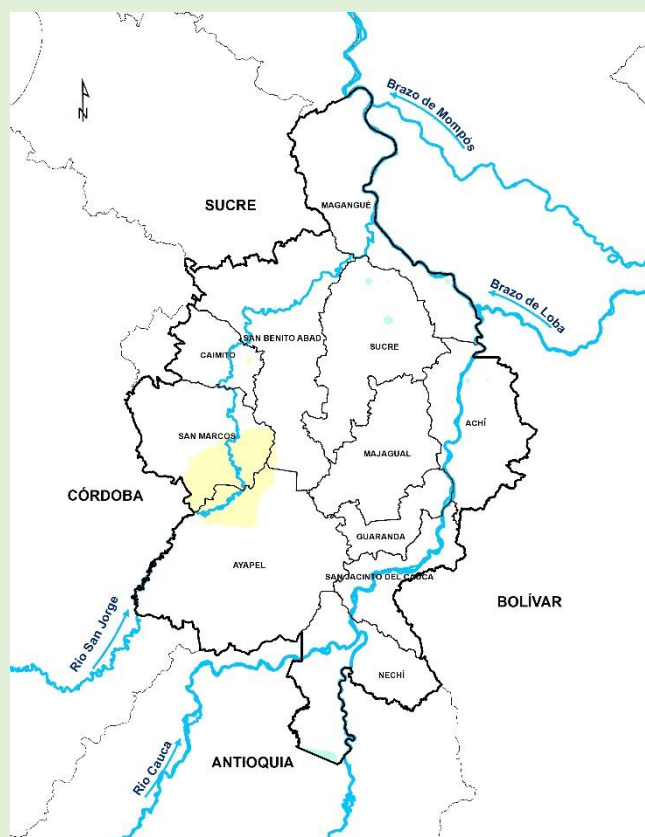 N
Brazo de Mompós
SUCRE
MAGANGUÉ
Brazo de Loba
SAN BENITO ABAD
SUCRE
CAIMITO
ACHÍ
SAN MARCOS
MAJAGUAL
CÓRDOBA
GUARANDA
AYAPEL
SAN JACINTO DEL CAUCA
BOLÍVAR
Río San Jorge
NECHÍ
Río Cauca
ANTIOQUIA